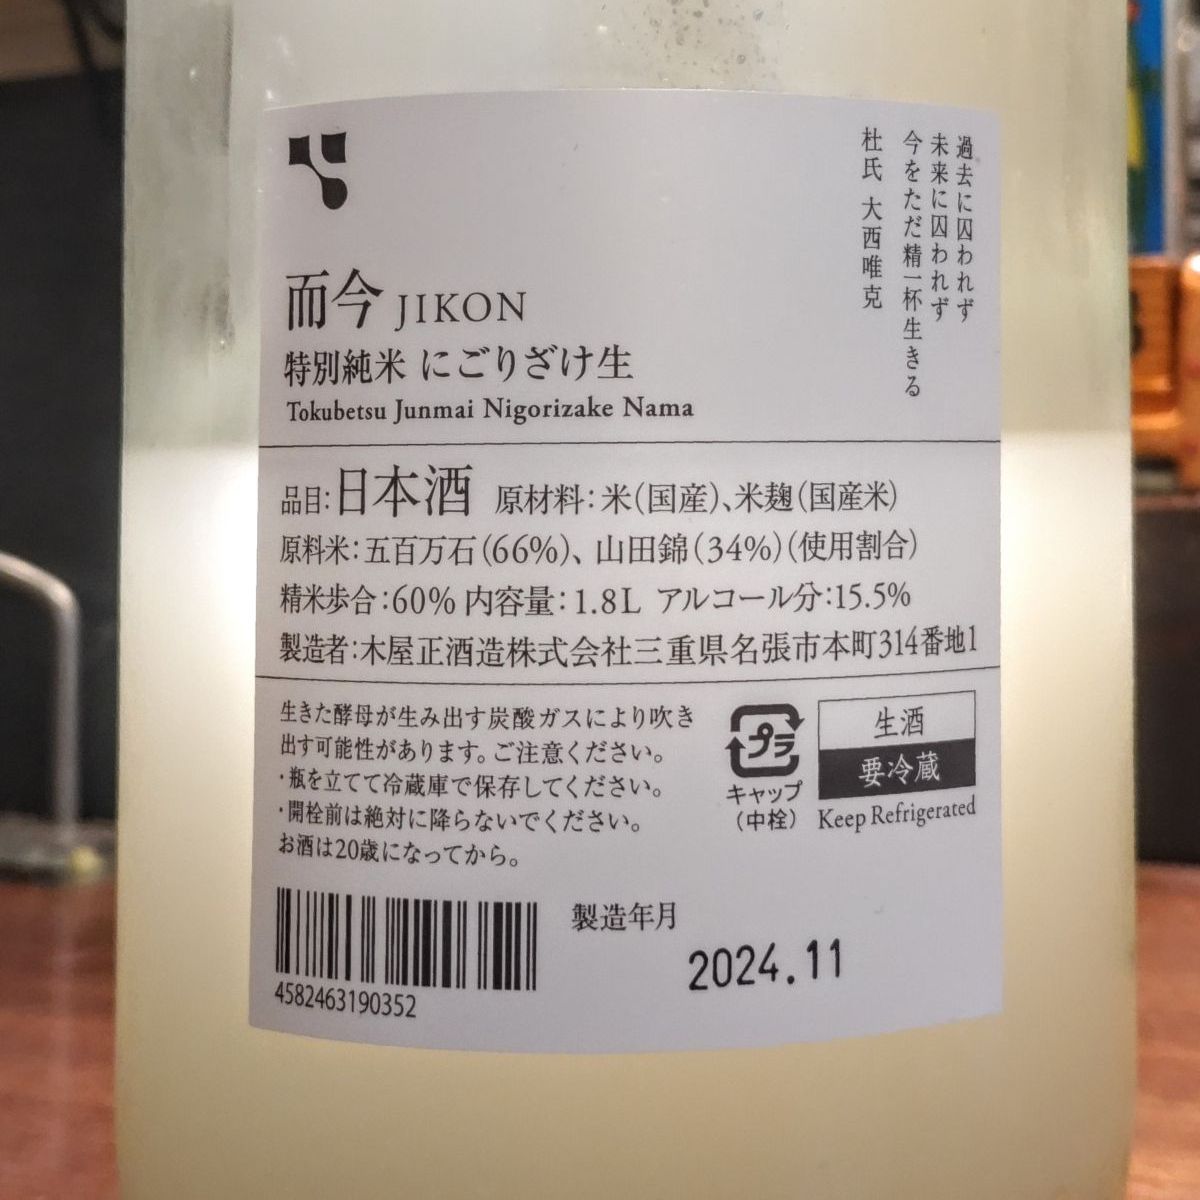 過去に囚われず
未来に囚われず
今をただ精一杯生きる
杜氏 大西唯克
而今 JIKON
特別純米 にごりざけ生
Tokubetsu Junmai Nigorizake Nama
品目:日本酒 原材料:米(国産)、米麹(国産米)
原料米:五百万石(66%)、山田錦(34%)(使用割合)
精米歩合:60% 内容量:1.8L アルコール分:15.5%
製造者:木屋正酒造株式会社三重県名張市本町314番地1
生きた酵母が生み出す炭酸ガスにより吹き
出す可能性があります。ご注意ください。
・瓶を立てて冷蔵庫で保存してください。
・開栓前は絶対に降らないでください。
お酒は20歳になってから。
プラ
キャップ
(中栓)
生酒
要冷蔵
Keep Refrigerated
4582463190352
製造年月
2024.11